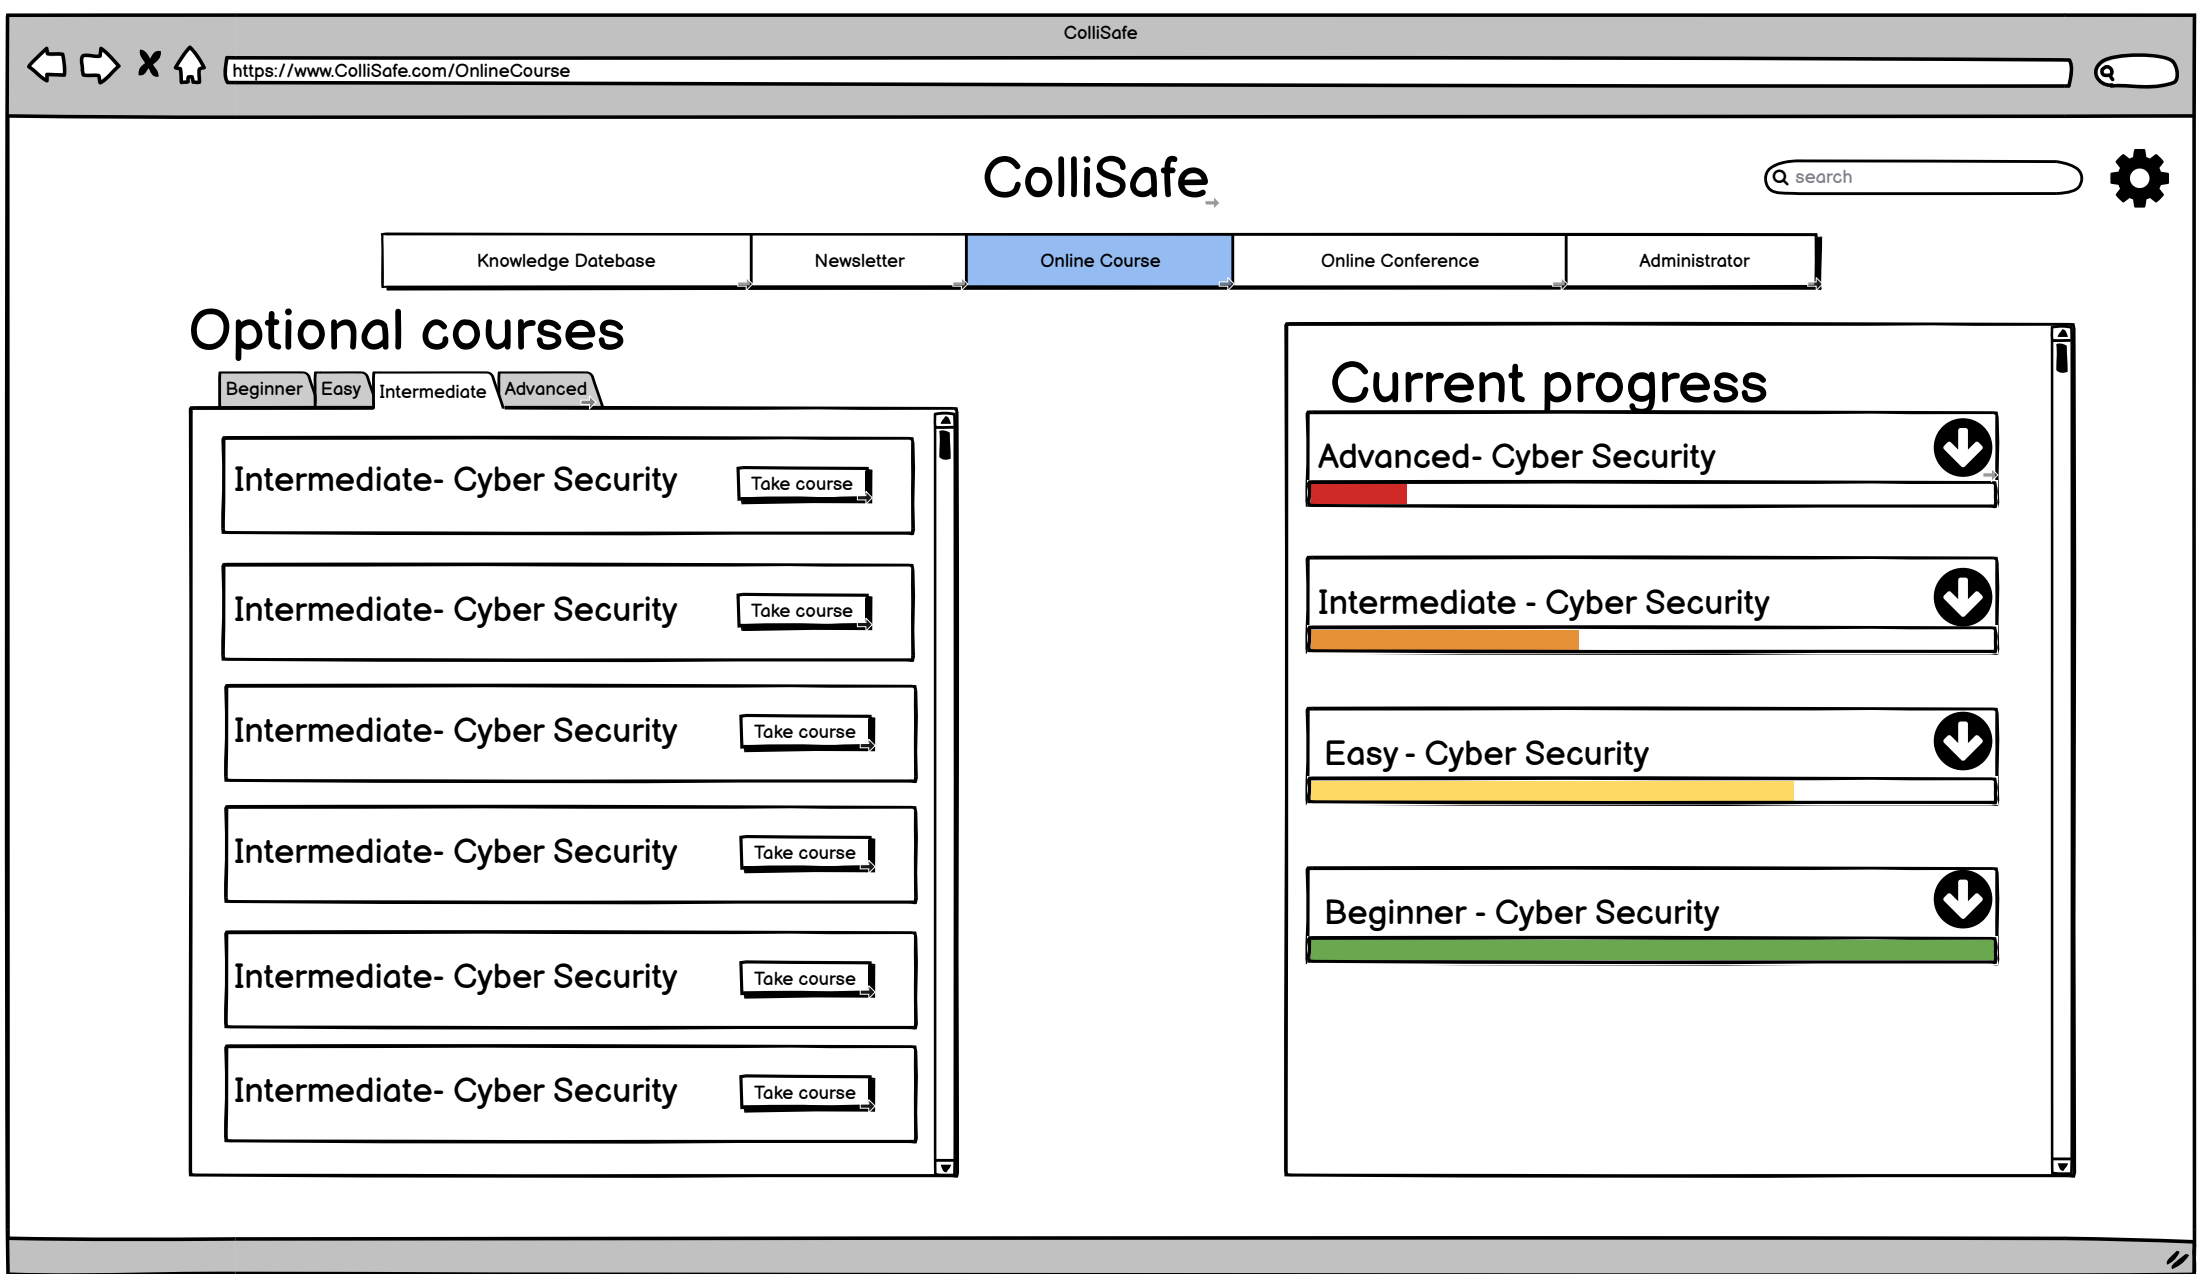 ColliSafe
https://www.ColliSafe.com/OnlineCourse
ColliSafe
search
Knowledge Datebase
Newsletter
Online Course
Online Conference
Administrator
Optional courses
Beginner
Easy
Intermediate
Advanced
Intermediate- Cyber Security
Take course
Intermediate- Cyber Security
Take course
Intermediate- Cyber Security
Take course
Intermediate- Cyber Security
Take course
Intermediate- Cyber Security
Take course
Intermediate- Cyber Security
Take course
Current progress
Advanced- Cyber Security
Intermediate - Cyber Security
Easy - Cyber Security
Beginner - Cyber Security